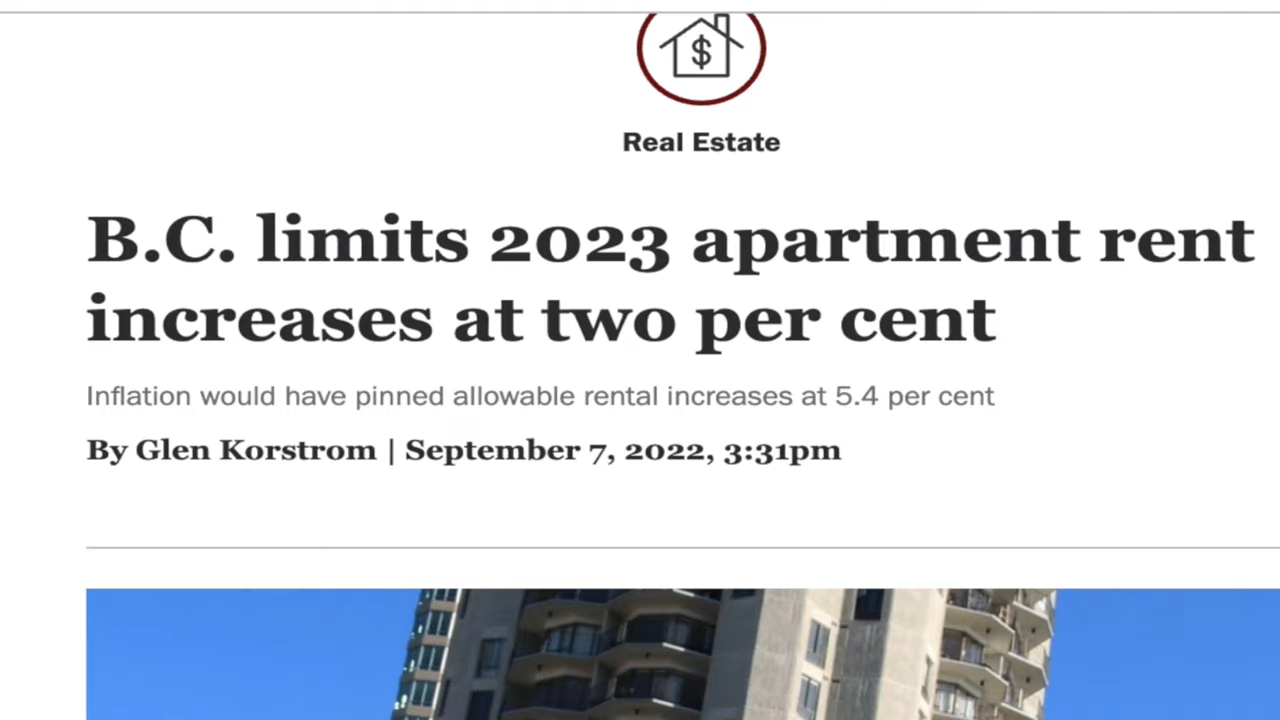 $
Real Estate
B.C. limits 2023 apartment rent
increases at two per cent
Inflation would have pinned allowable rental increases at 5.4 per cent
By Glen Korstrom | September 7, 2022, 3:31pm